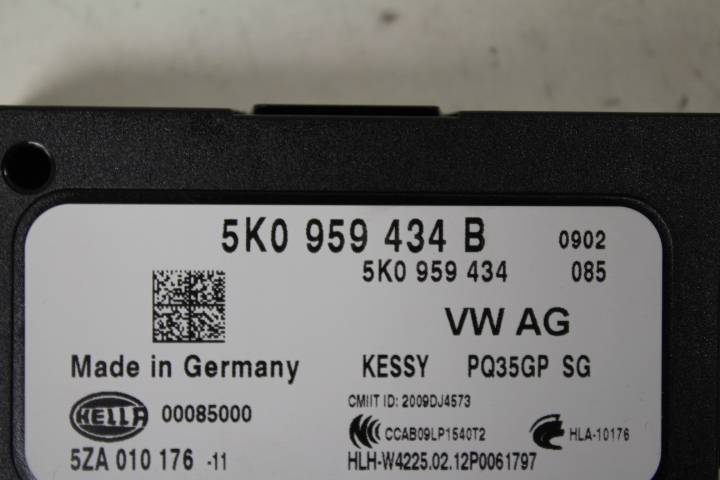 5K0 959 434 B 0902
5K0 959 434 085
VW AG
Made in Germany KESSY PQ35GP SG
CMIIT ID: 2009DJ4573
HELLA 00085000
CCAB09LP1540T2 HLA-10176
5ZA 010 176 -11 HLH-W4225.02.12P0061797